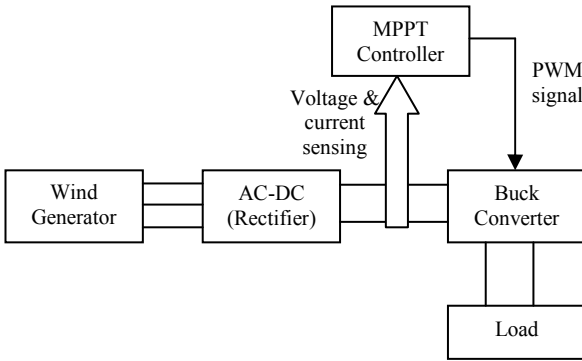 MPPT
Controller
PWM
signal
Voltage &
current
sensing
Wind
Generator
AC-DC
(Rectifier)
Buck
Converter
Load